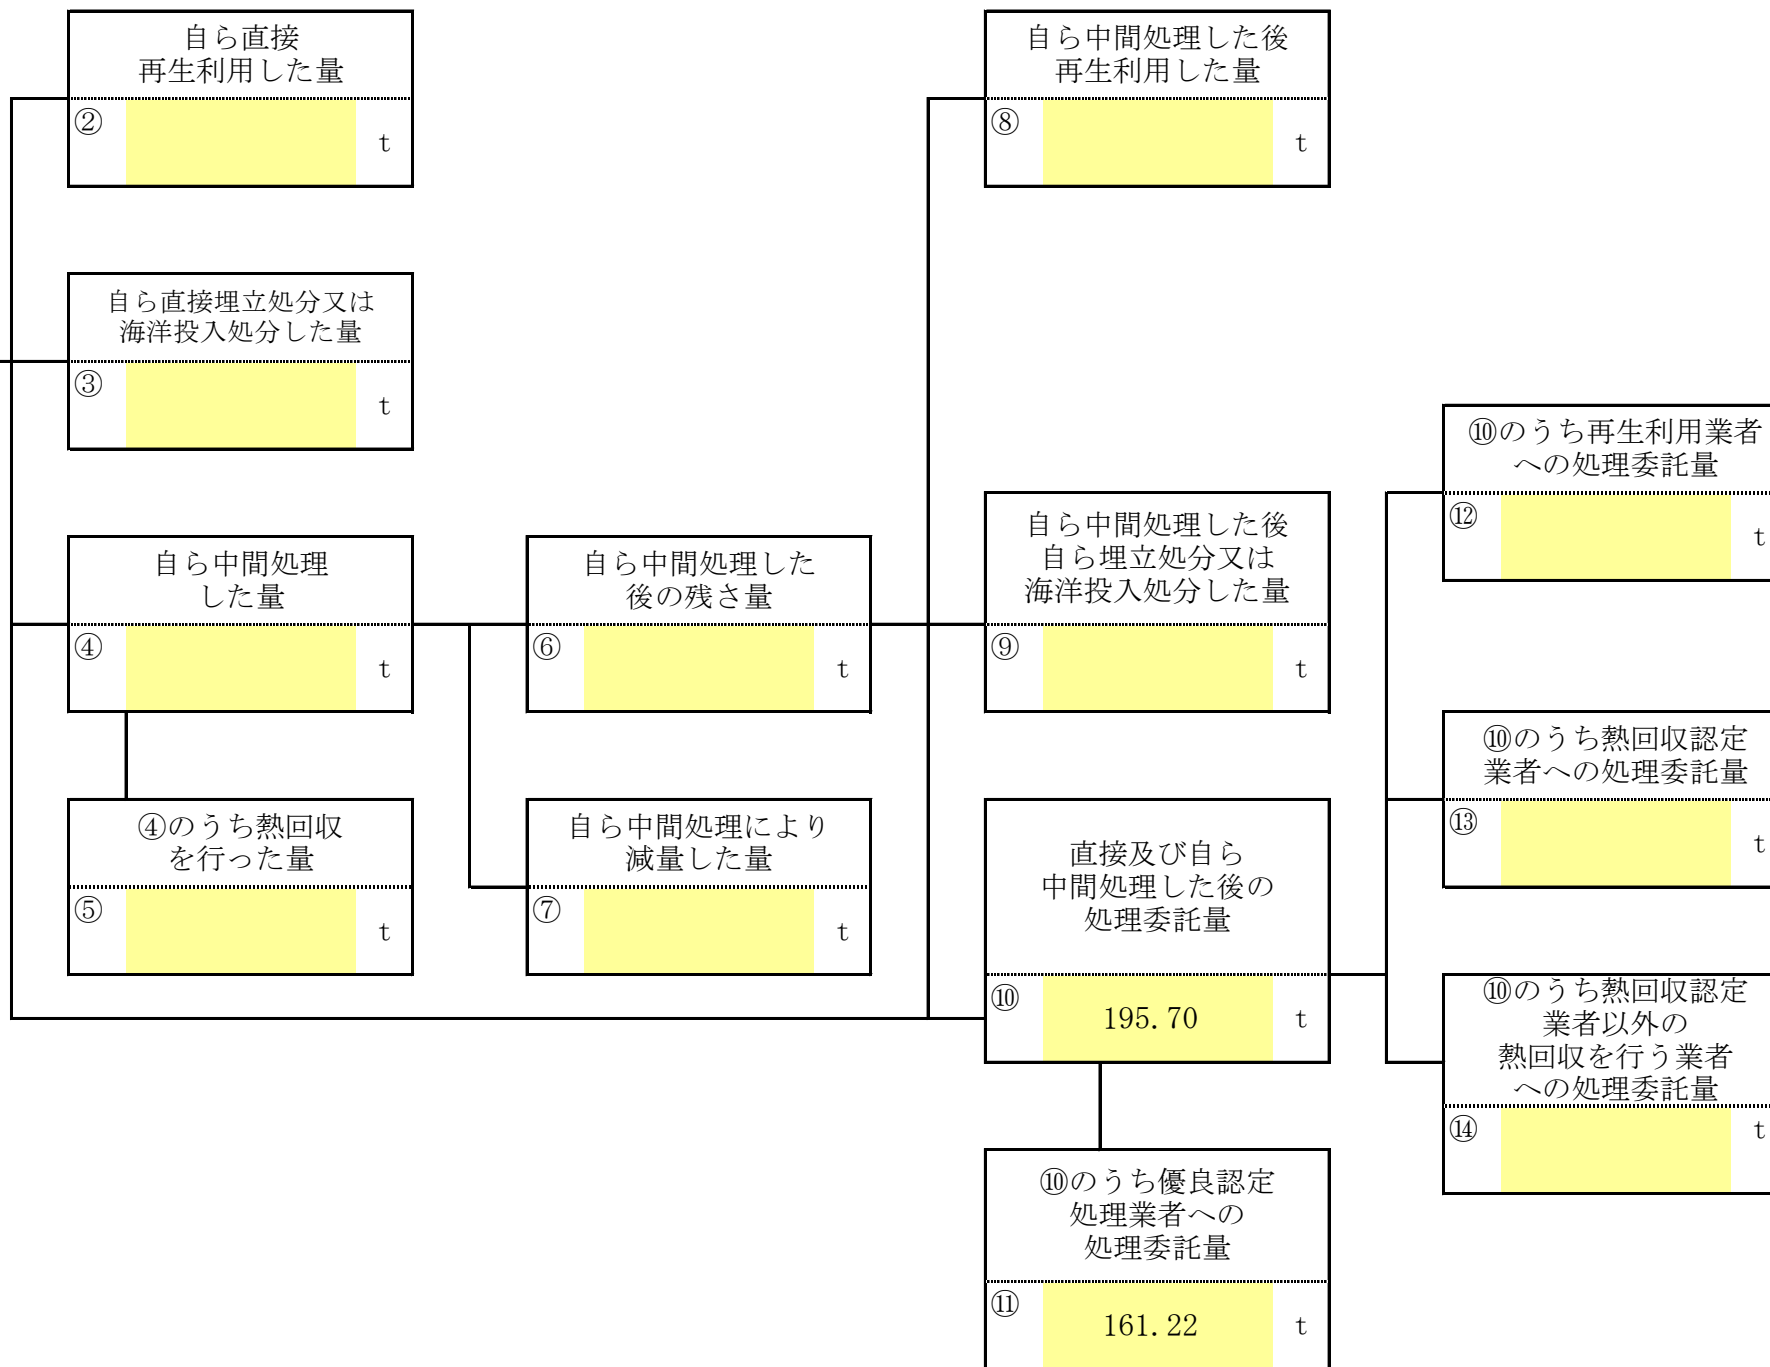 自ら直接
再生利用した量
②
t
自ら中間処理した後
再生利用した量
⑧
t
自ら直接埋立処分又は
海洋投入処分した量
③
t
⑩のうち再生利用業者
への処理委託量
⑫
t
自ら中間処理
した量
④
t
自ら中間処理した
後の残さ量
⑥
t
自ら中間処理した後
自ら埋立処分又は
海洋投入処分した量
⑨
t
⑩のうち熱回収認定
業者への処理委託量
⑬
t
④のうち熱回収
を行った量
⑤
t
自ら中間処理により
減量した量
⑦
t
直接及び自ら
中間処理した後の
処理委託量
⑩
195.70
t
⑩のうち熱回収認定
業者以外の
熱回収を行う業者
への処理委託量
⑭
t
⑩のうち優良認定
処理業者への
処理委託量
⑪
161.22
t